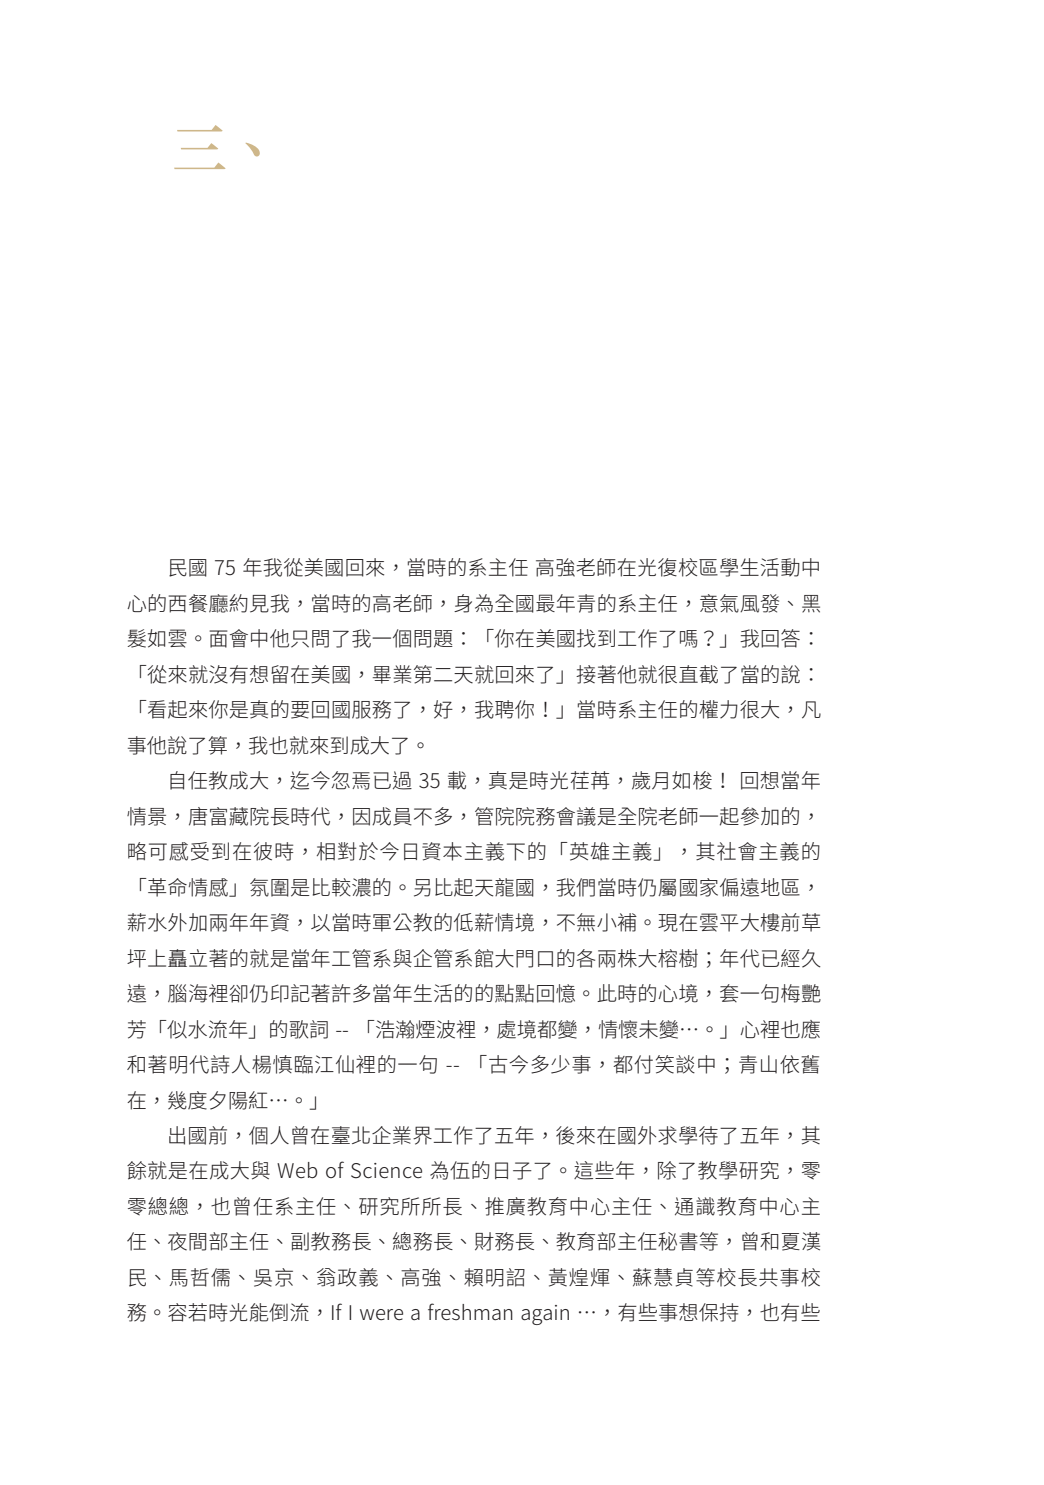 三、
民國 75 年我從美國回來，當時的系主任 高強老師在光復校區學生活動中
心的西餐廳約見我，當時的高老師，身為全國最年青的系主任，意氣風發、黑
髮如雲。面會中他只問了我一個問題：「你在美國找到工作了嗎？」我回答：
「從來就沒有想留在美國，畢業第二天就回來了」接著他就很直截了當的說：
「看起來你是真的要回國服務了，好，我聘你！」當時系主任的權力很大，凡
事他說了算，我也就來到成大了。
自任教成大，迄今忽焉已過 35 載，真是時光荏苒，歲月如梭！ 回想當年
情景，唐富藏院長時代，因成員不多，管院院務會議是全院老師一起參加的，
略可感受到在彼時，相對於今日資本主義下的「英雄主義」，其社會主義的
「革命情感」氛圍是比較濃的。另比起天龍國，我們當時仍屬國家偏遠地區，
薪水外加兩年年資，以當時軍公教的低薪情境，不無小補。現在雲平大樓前草
坪上矗立著的就是當年工管系與企管系館大門口的各兩株大榕樹；年代已經久
遠，腦海裡卻仍印記著許多當年生活的的點點回憶。此時的心境，套一句梅艷
芳「似水流年」的歌詞 -- 「浩瀚煙波裡，處境都變，情懷未變…。」心裡也應
和著明代詩人楊慎臨江仙裡的一句 -- 「古今多少事，都付笑談中；青山依舊
在，幾度夕陽紅…。」
出國前，個人曾在臺北企業界工作了五年，後來在國外求學待了五年，其
餘就是在成大與 Web of Science 為伍的日子了。這些年，除了教學研究，零
零總總，也曾任系主任、研究所所長、推廣教育中心主任、通識教育中心主
任、夜間部主任、副教務長、總務長、財務長、教育部主任秘書等，曾和夏漢
民、馬哲儒、吳京、翁政義、高強、賴明詔、黃煌煇、蘇慧貞等校長共事校
務。容若時光能倒流，If I were a freshman again …，有些事想保持，也有些